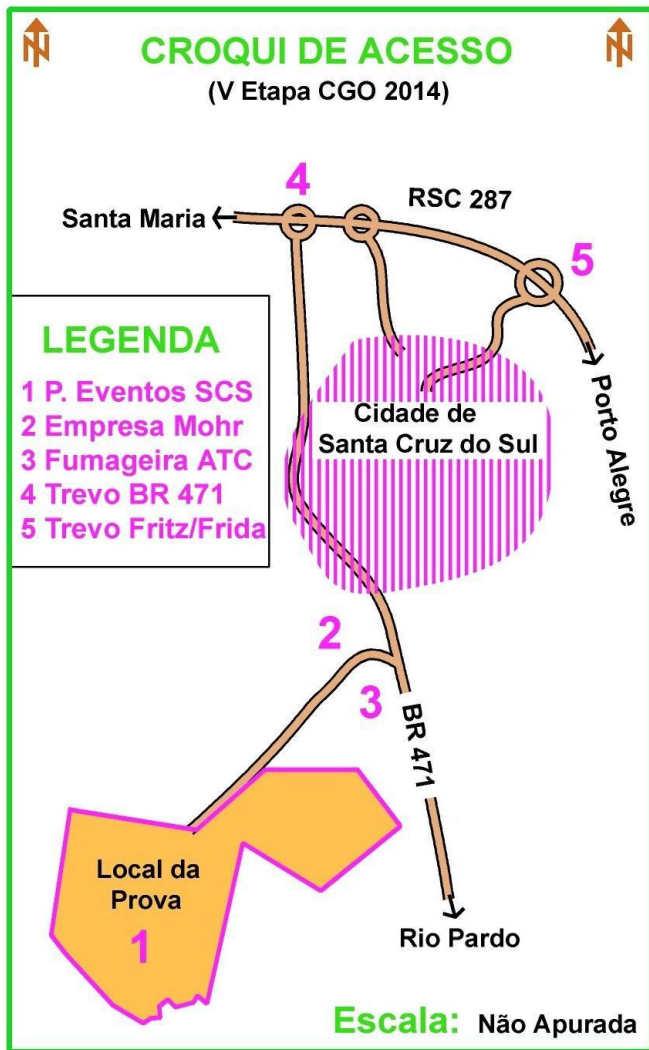 N
N
CROQUI DE ACESSO
(V Etapa CGO 2014)
4
RSC 287
Santa Maria
5
LEGENDA
1 P. Eventos SCS
2 Empresa Mohr
3 Fumageira ATC
4 Trevo BR 471
5 Trevo Fritz/Frida
Cidade de
Santa Cruz do Sul
Porto Alegre
2
3
BR 471
Local da
Prova
1
Rio Pardo
Escala: Não Apurada